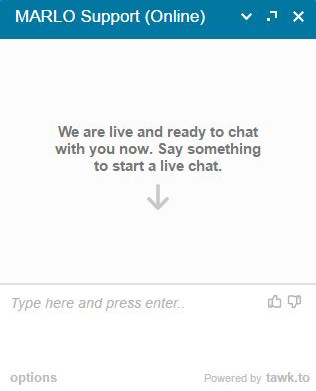 MARLO Support (Online)
We are live and ready to chat
with you now. Say something
to start a live chat.
Type here and press enter..
options
Powered by tawk.to